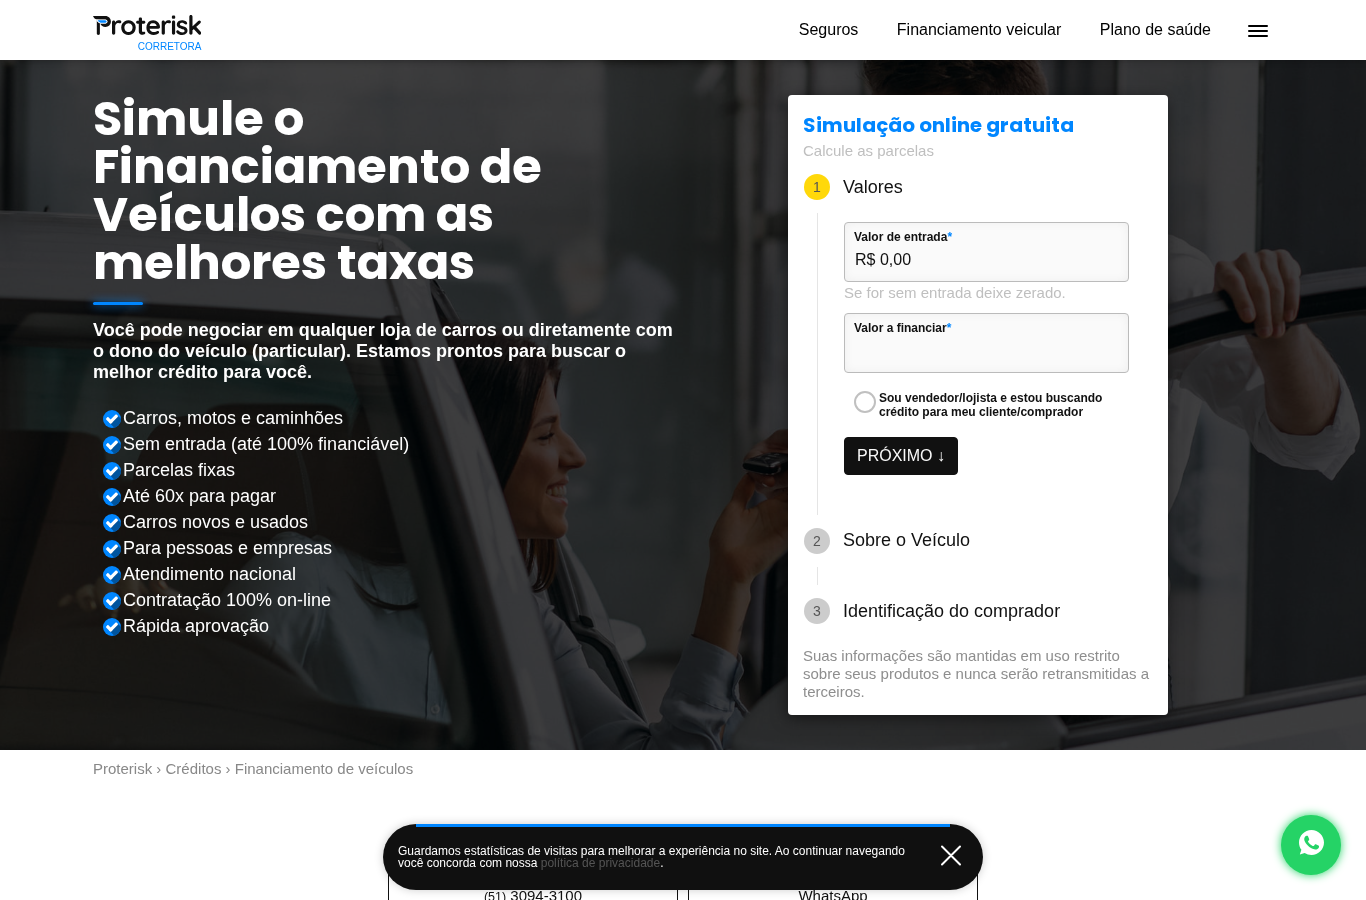 Proterisk
CORRETORA
Seguros
Financiamento veicular
Plano de saúde
Simule o
Financiamento de
Veículos com as
melhores taxas
Você pode negociar em qualquer loja de carros ou diretamente com
o dono do veículo (particular). Estamos prontos para buscar o
melhor crédito para você.
Carros, motos e caminhões
Sem entrada (até 100% financiável)
Parcelas fixas
Até 60x para pagar
Carros novos e usados
Para pessoas e empresas
Atendimento nacional
Contratação 100% on-line
Rápida aprovação
Simulação online gratuita
Calcule as parcelas
1 Valores
Valor de entrada*
R$ 0,00
Se for sem entrada deixe zerado.
Valor a financiar*
Sou vendedor/lojista e estou buscando
crédito para meu cliente/comprador
PRÓXIMO ↓
2 Sobre o Veículo
3 Identificação do comprador
Suas informações são mantidas em uso restrito
sobre seus produtos e nunca serão retransmitidas a
terceiros.
Proterisk › Créditos › Financiamento de veículos
Guardamos estatísticas de visitas para melhorar a experiência no site. Ao continuar navegando
você concorda com nossa política de privacidade.
(51) 3094-3100
WhatsApp